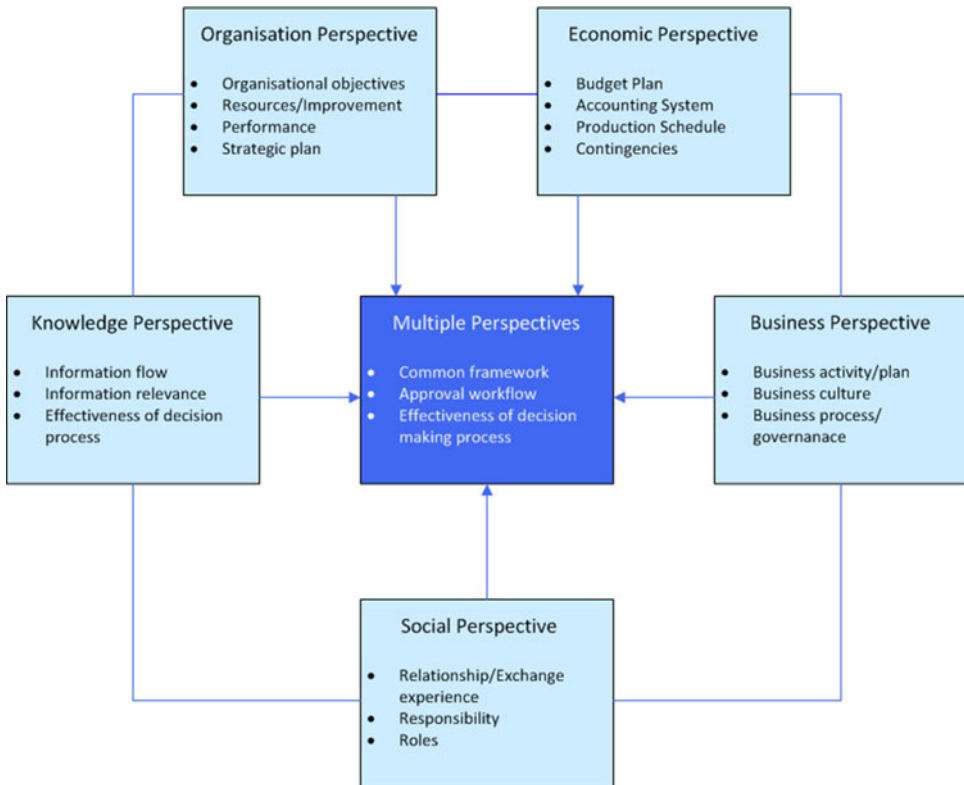 Organisation Perspective
Organisational objectives
Resources/Improvement
Performance
Strategic plan
Economic Perspective
Budget Plan
Accounting System
Production Schedule
Contingencies
Knowledge Perspective
Information flow
Information relevance
Effectiveness of decision
process
Multiple Perspectives
Common framework
Approval workflow
Effectiveness of decision
making process
Business Perspective
Business activity/plan
Business culture
Business process/
governanace
Social Perspective
Relationship/Exchange
experience
Responsibility
Roles